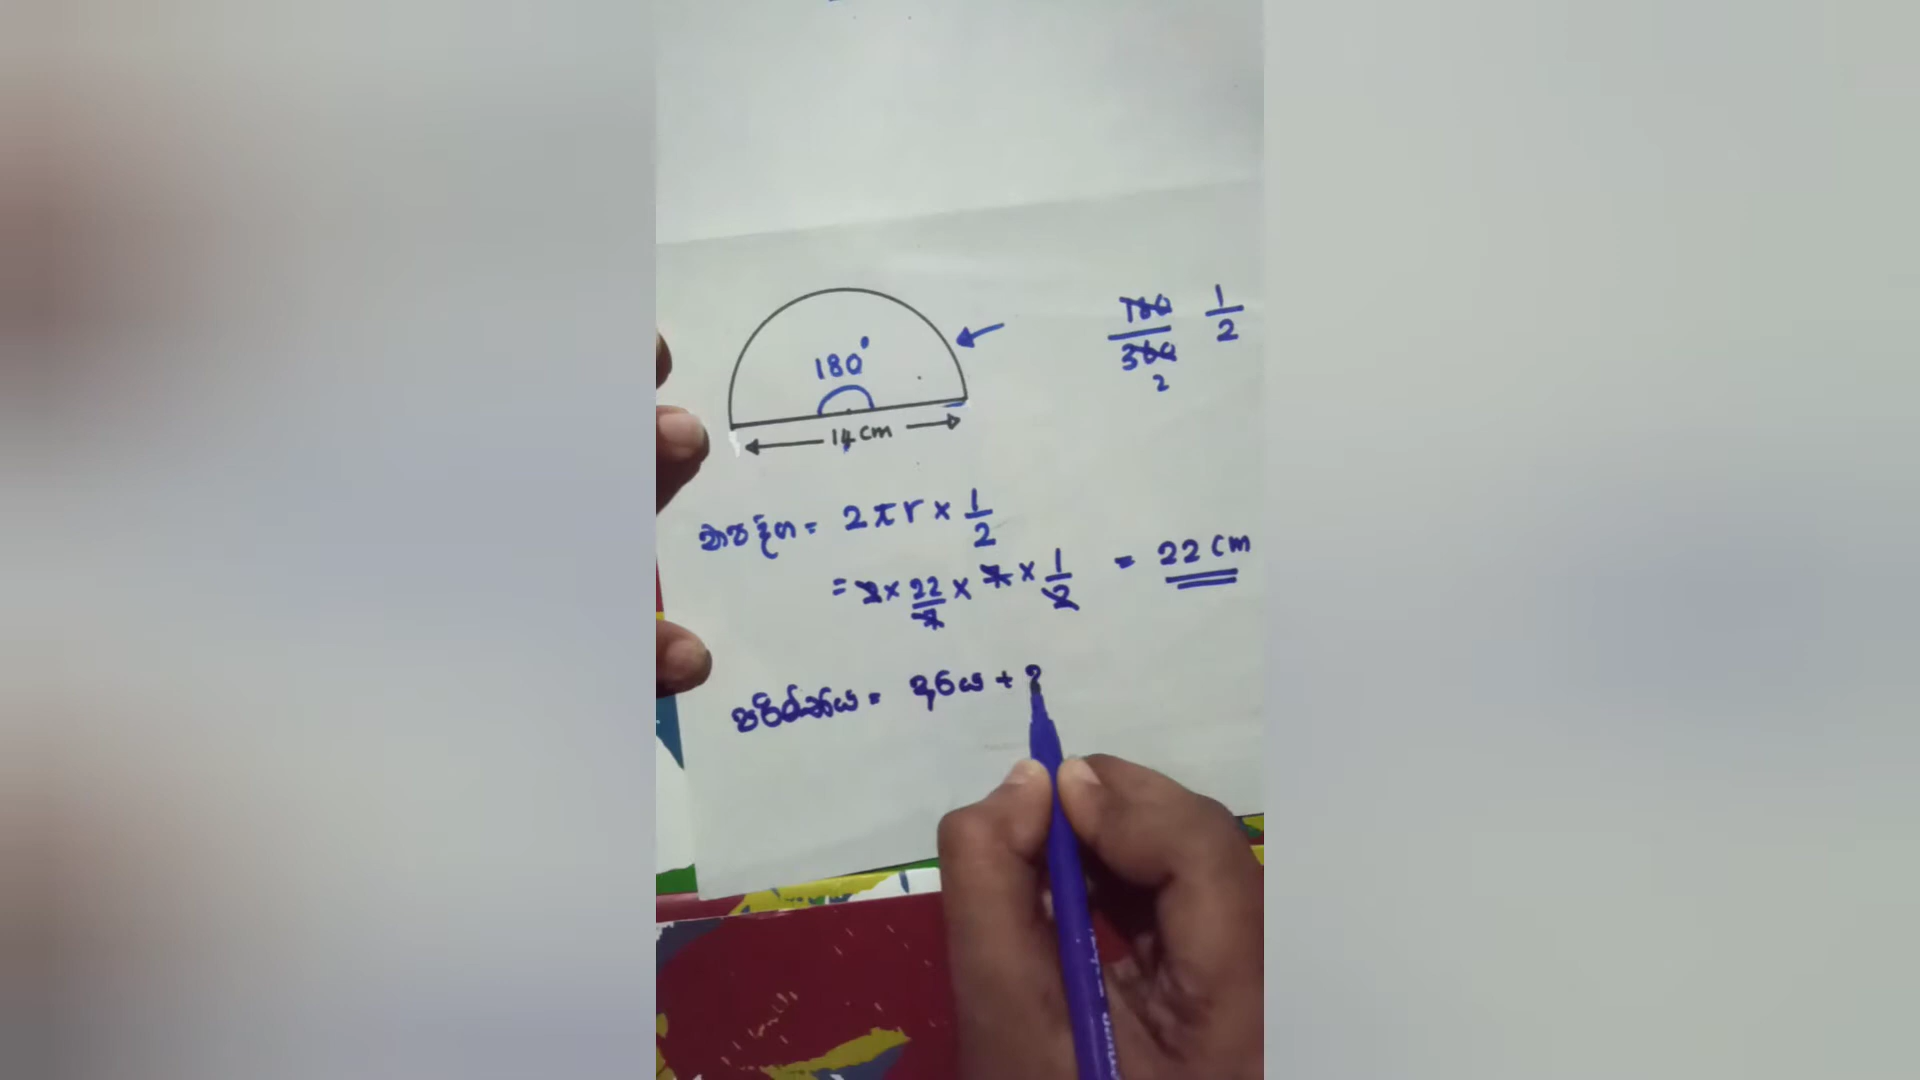 180°
14 cm
180/360 1/2
2
චාප දිග = 2πr × 1/2
= 2 × 22/7 × 7 × 1/2 = 22 cm
පරිමිතිය = +